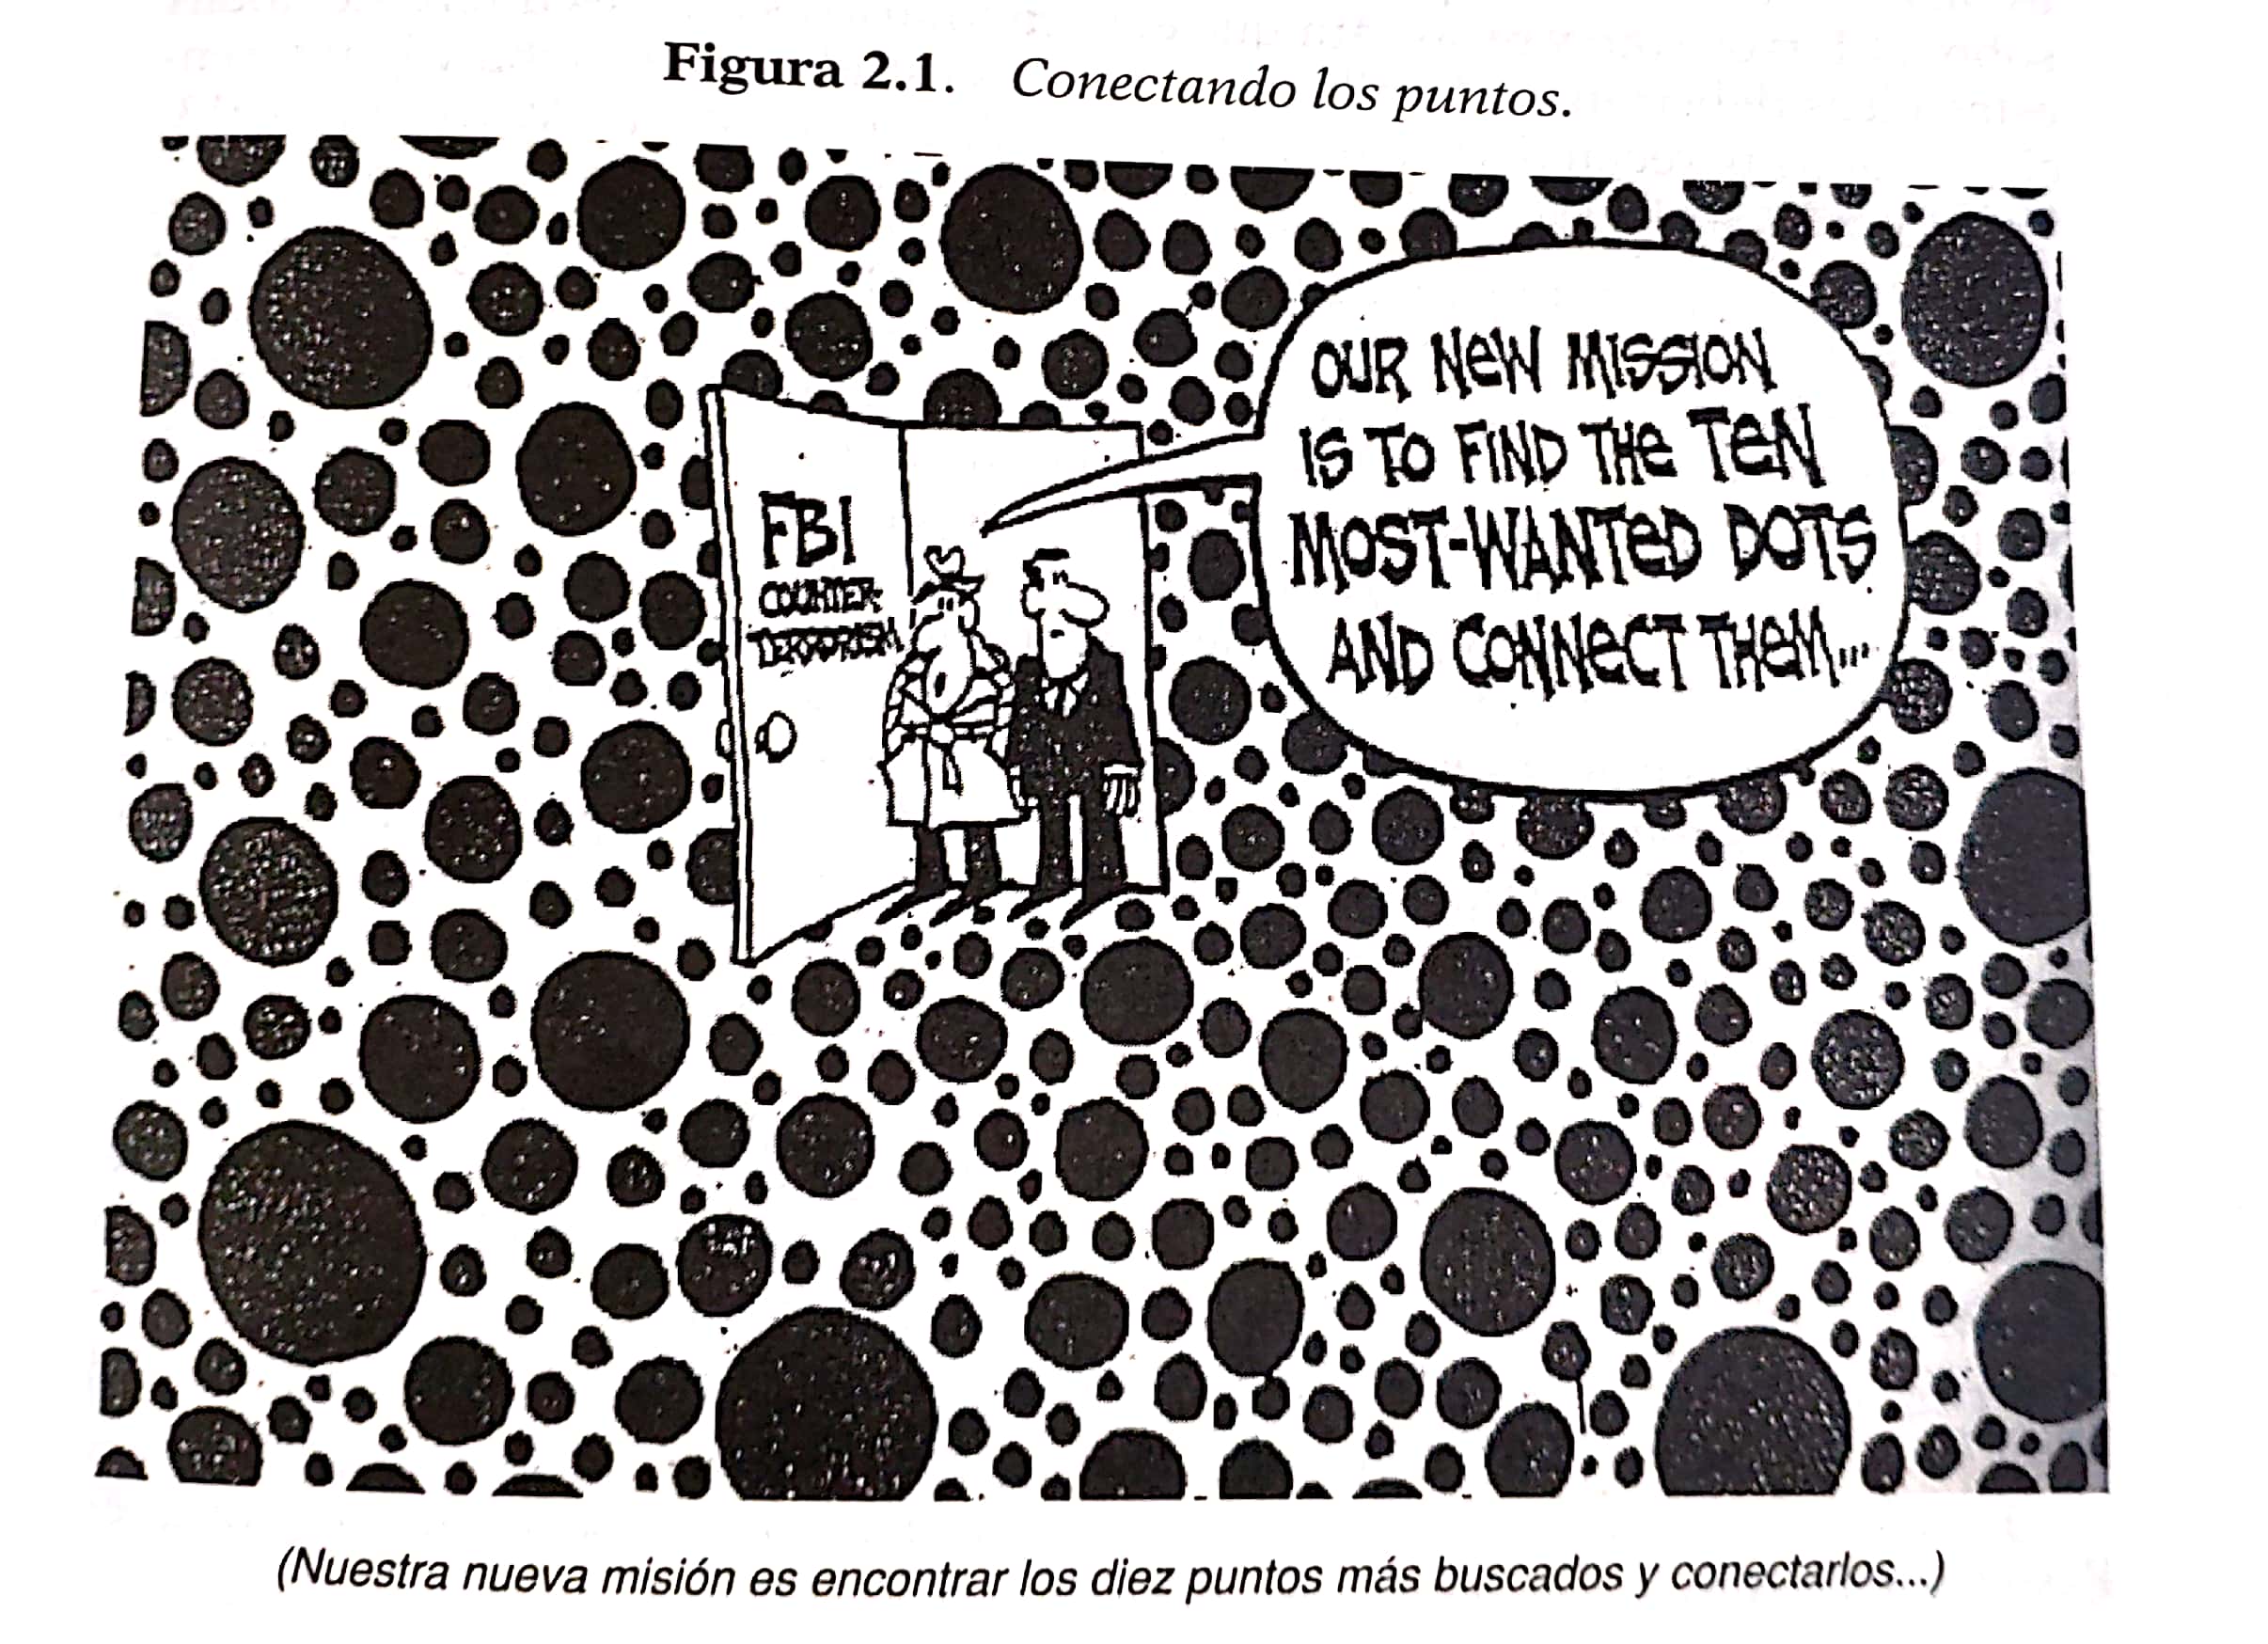 Figura 2.1. Conectando los puntos.
FBI
COUNTER-
TERRORISM
OUR NEW MISSION
IS TO FIND THE TEN
MOST-WANTED DOTS
AND CONNECT THEM...
(Nuestra nueva misión es encontrar los diez puntos más buscados y conectarlos...)